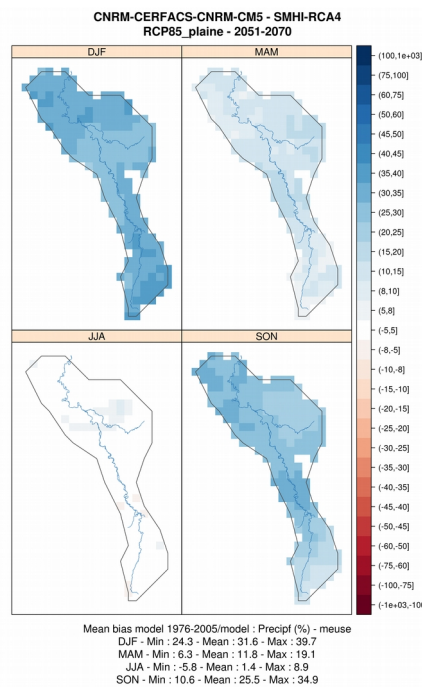 CNRM-CERFACS-CNRM-CM5 - SMHI-RCA4
RCP85_plaine - 2051-2070
DJF
MAM
JJA
SON
(100,1e+03]
(75,100]
(60,75]
(50,60]
(45,50]
(40,45]
(35,40]
(30,35]
(25,30]
(20,25]
(15,20]
(10,15]
(8,10]
(5,8]
(-5,5]
(-8,-5]
(-10,-8]
(-15,-10]
(-20,-15]
(-25,-20]
(-30,-25]
(-35,-30]
(-40,-35]
(-45,-40]
(-50,-45]
(-60,-50]
(-75,-60]
(-100,-75]
(-1e+03,-100
Mean bias model 1976-2005/model : Precipf (%) - meuse
DJF - Min : 24.3 - Mean : 31.6 - Max : 39.7
MAM - Min : 6.3 - Mean : 11.8 - Max : 19.1
JJA - Min : -5.8 - Mean : 1.4 - Max : 8.9
SON - Min : 10.6 - Mean : 25.5 - Max : 34.9